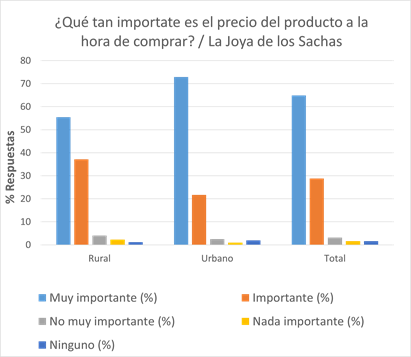 ¿Qué tan importate es el precio del producto a la
hora de comprar? / La Joya de los Sachas
% Respuestas
80
70
60
50
40
30
20
10
0
Rural
Urbano
Total
Muy importante (%)
Importante (%)
No muy importante (%)
Nada importante (%)
Ninguno (%)